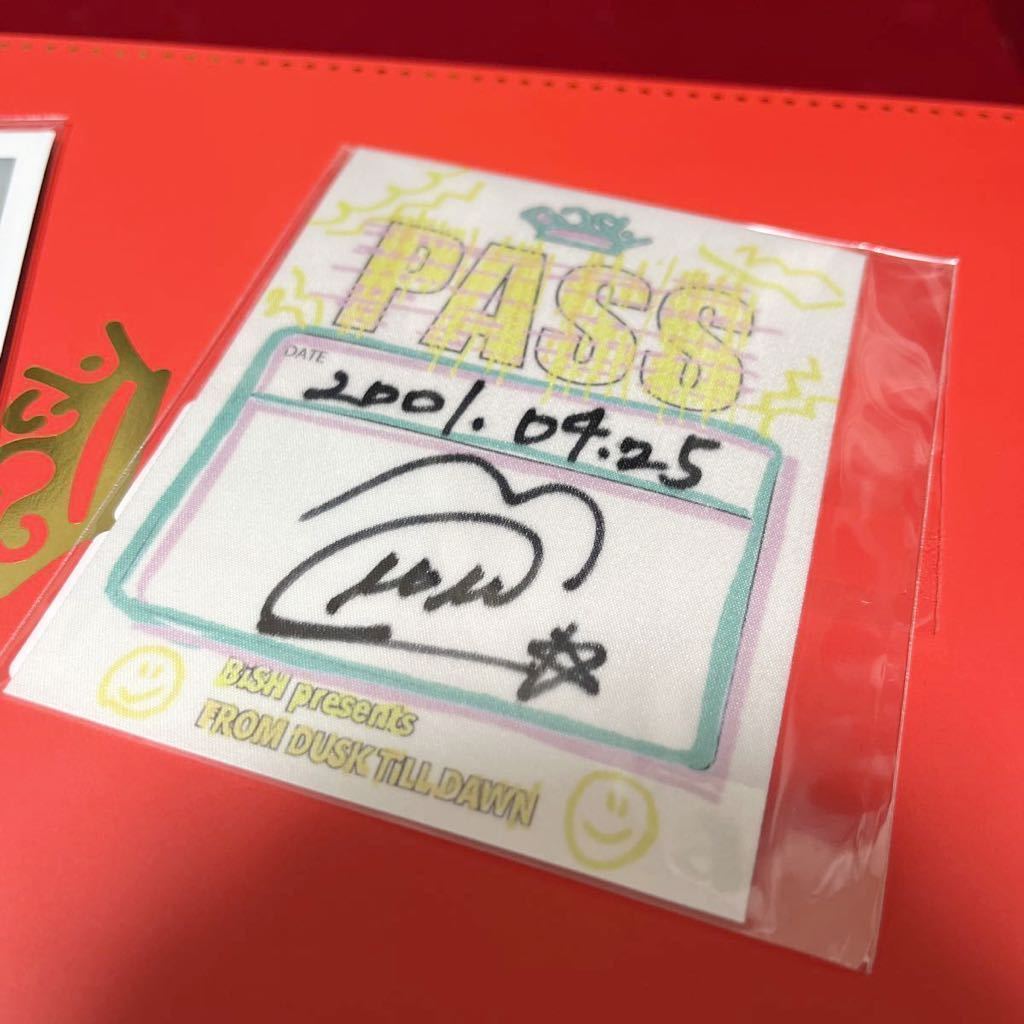 PASS
DATE
2001.04.25
BiSH presents
FROM DUSK TiLL DAWN